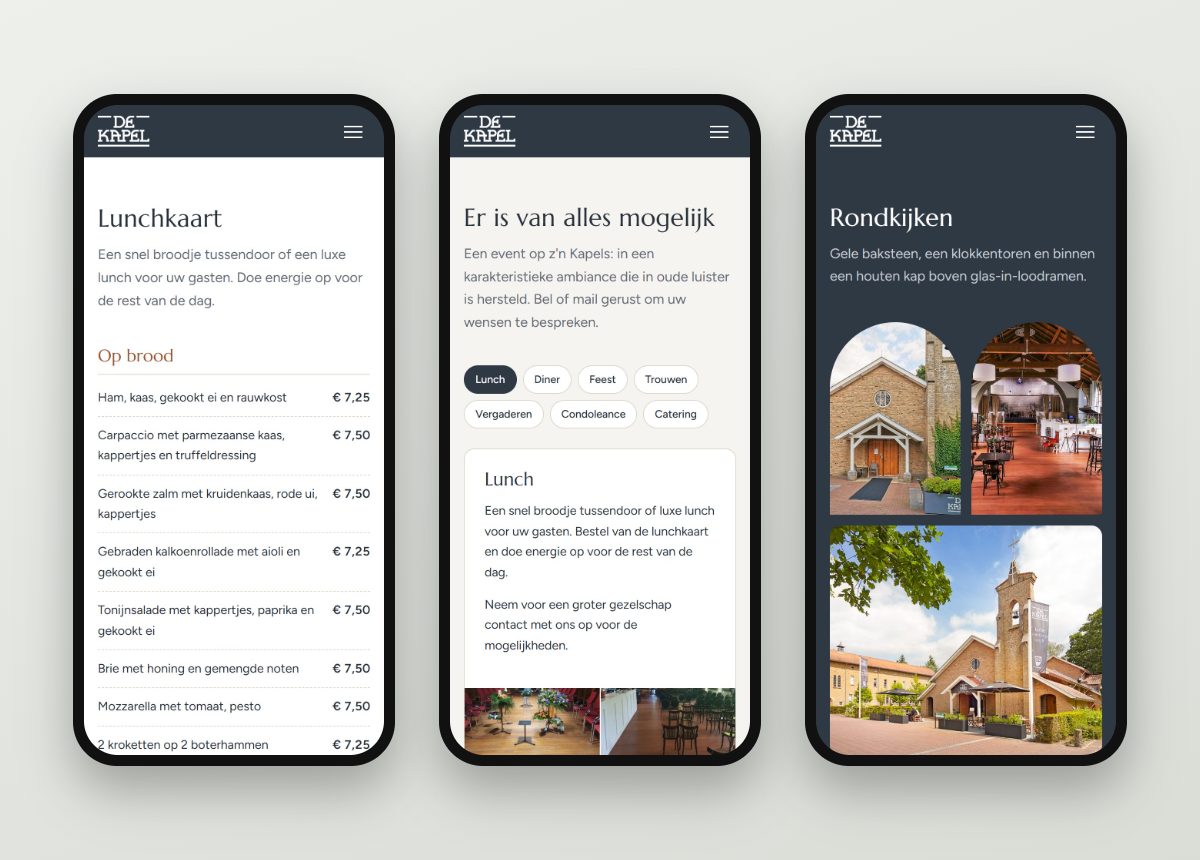 DE
KAPEL
Lunchkaart
Een snel broodje tussendoor of een luxe
lunch voor uw gasten. Doe energie op voor
de rest van de dag.
Op brood
Ham, kaas, gekookt ei en rauwkost € 7,25
Carpaccio met parmezaanse kaas, € 7,50
kappertjes en truffeldressing
Gerookte zalm met kruidenkaas, rode ui, € 7,50
kappertjes
Gebraden kalkoenrollade met aioli en € 7,25
gekookt ei
Tonijnsalade met kappertjes, paprika en € 7,50
gekookt ei
Brie met honing en gemengde noten € 7,50
Mozzarella met tomaat, pesto € 7,50
2 kroketten op 2 boterhammen € 7,25
DE
KAPEL
Er is van alles mogelijk
Een event op z'n Kapels: in een
karakteristieke ambiance die in oude luister
is hersteld. Bel of mail gerust om uw
wensen te bespreken.
Lunch Diner Feest Trouwen
Vergaderen Condoleance Catering
Lunch
Een snel broodje tussendoor of luxe lunch
voor uw gasten. Bestel van de lunchkaart
en doe energie op voor de rest van de
dag.
Neem voor een groter gezelschap
contact met ons op voor de
mogelijkheden.
DE
KAPEL
Rondkijken
Gele baksteen, een klokkentoren en binnen
een houten kap boven glas-in-loodramen.